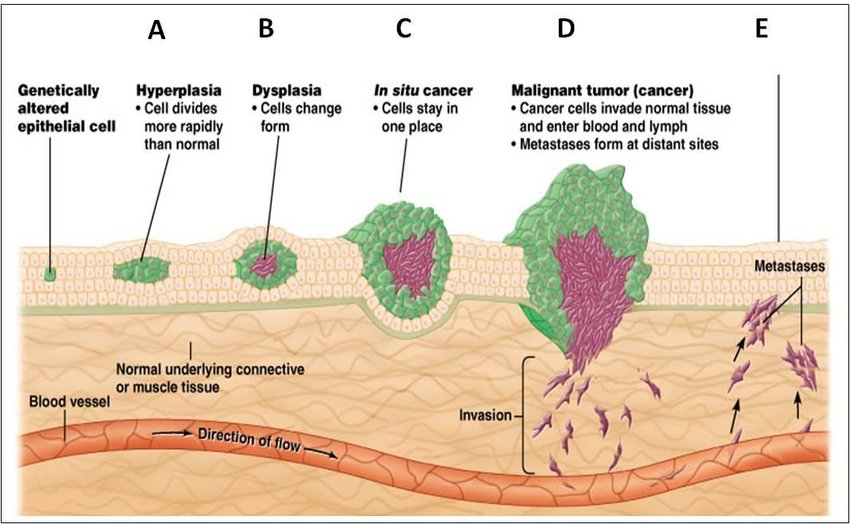 A B C D E
Genetically
altered
epithelial cell
Hyperplasia
• Cell divides
more rapidly
than normal
Dysplasia
• Cells change
form
In situ cancer
• Cells stay in
one place
Malignant tumor (cancer)
• Cancer cells invade normal tissue
and enter blood and lymph
• Metastases form at distant sites
Metastases
Normal underlying connective
or muscle tissue
Blood vessel
Direction of flow
Invasion